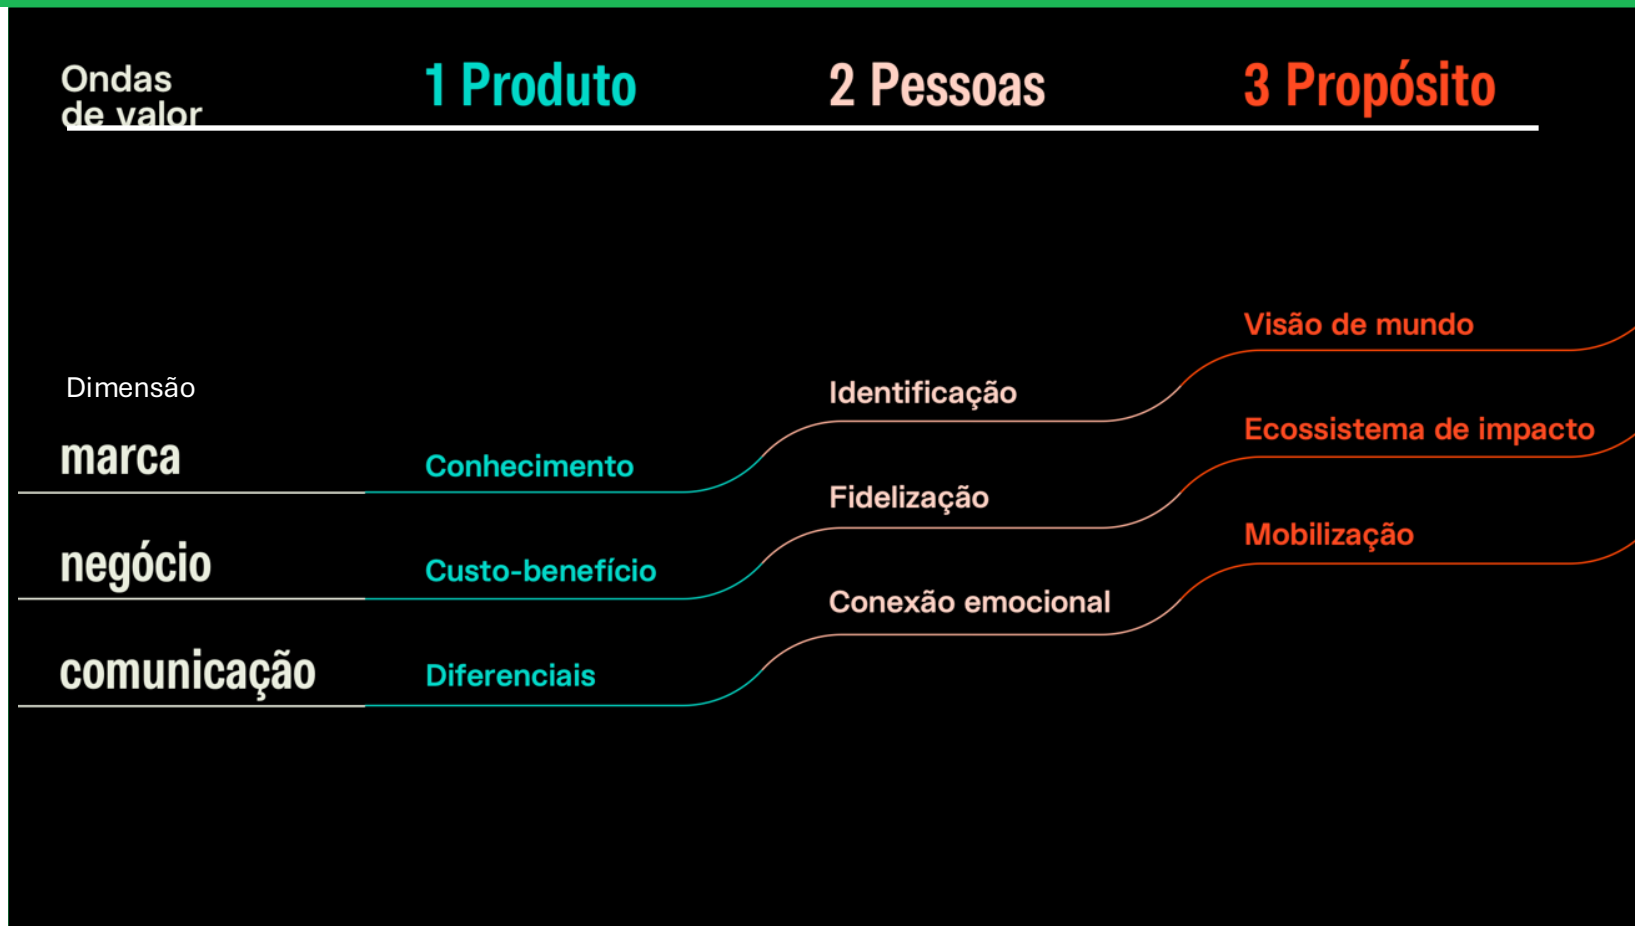 Ondas
de valor
1 Produto
2 Pessoas
3 Propósito
Dimensão
marca
Conhecimento
Identificação
Visão de mundo
negócio
Custo-benefício
Fidelização
Ecossistema de impacto
comunicação
Diferenciais
Conexão emocional
Mobilização